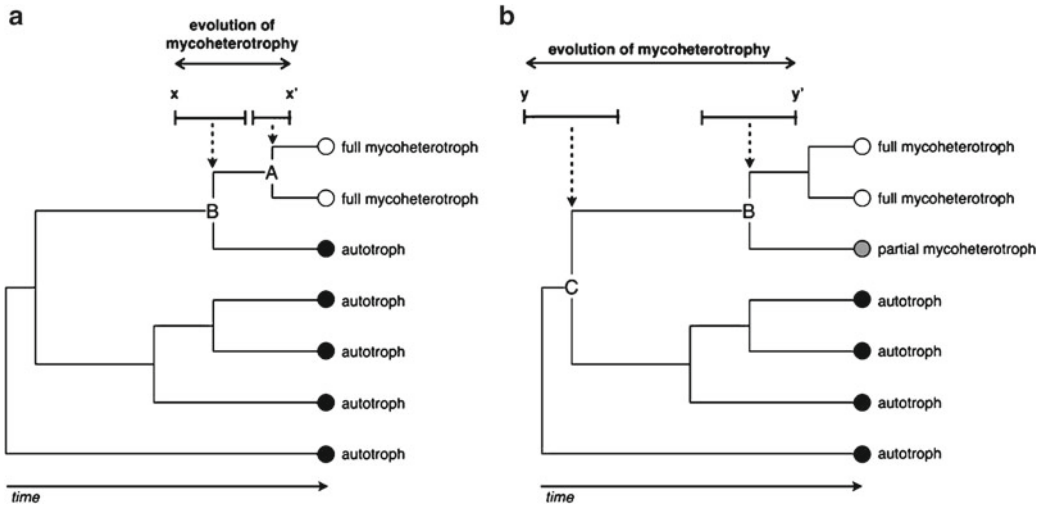 a
evolution of
mycoheterotrophy
x x'
A
full mycoheterotroph
full mycoheterotroph
B
autotroph
autotroph
autotroph
autotroph
autotroph
time
b
evolution of mycoheterotrophy
y y'
full mycoheterotroph
full mycoheterotroph
B
partial mycoheterotroph
C
autotroph
autotroph
autotroph
autotroph
time